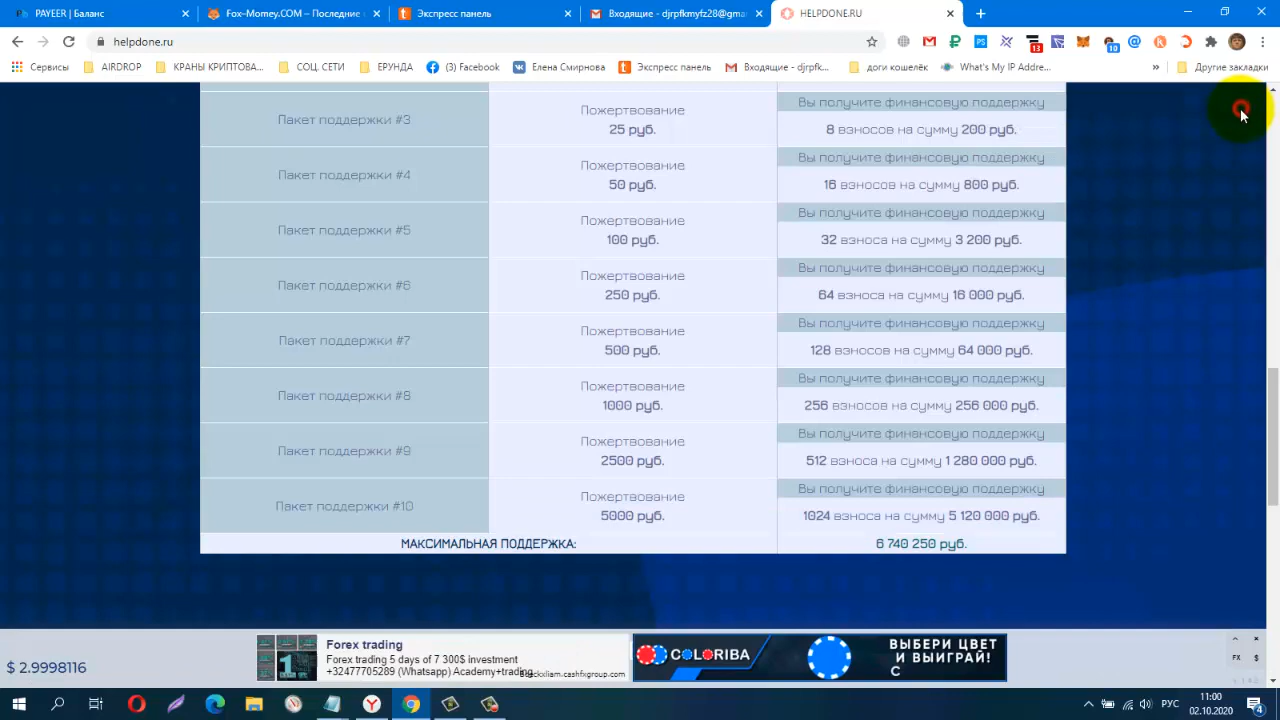 PAYEER | Баланс
Fox-Momey.COM – Последние
Экспресс панель
Входящие - djrpfkmyfz28@gmai
HELPDONE.RU
helpdone.ru
13
10
Сервисы
AIRDROP
КРАНЫ КРИПТОВА...
СОЦ. СЕТИ
ЕРУНДА
(3) Facebook
Елена Смирнова
Экспресс панель
Входящие - djrpfk...
доги кошелёк
What's My IP Addre...
»
Другие закладки
Пакет поддержки #3
Пожертвование
25 руб.
Вы получите финансовую поддержку
8 взносов на сумму 200 руб.
Пакет поддержки #4
Пожертвование
50 руб.
Вы получите финансовую поддержку
16 взносов на сумму 800 руб.
Пакет поддержки #5
Пожертвование
100 руб.
Вы получите финансовую поддержку
32 взноса на сумму 3 200 руб.
Пакет поддержки #6
Пожертвование
250 руб.
Вы получите финансовую поддержку
64 взноса на сумму 16 000 руб.
Пакет поддержки #7
Пожертвование
500 руб.
Вы получите финансовую поддержку
128 взносов на сумму 64 000 руб.
Пакет поддержки #8
Пожертвование
1000 руб.
Вы получите финансовую поддержку
256 взносов на сумму 256 000 руб.
Пакет поддержки #9
Пожертвование
2500 руб.
Вы получите финансовую поддержку
512 взноса на сумму 1 280 000 руб.
Пакет поддержки #10
Пожертвование
5000 руб.
Вы получите финансовую поддержку
1024 взноса на сумму 5 120 000 руб.
МАКСИМАЛЬНАЯ ПОДДЕРЖКА:
6 740 250 руб.
$ 2.9998116
Forex trading
Forex trading 5 days of 7 300$ investment
+32477705289 (Whatsapp) Academy+trading
COLORIBA
ВЫБЕРИ ЦВЕТ
И ВЫИГРАЙ!
С
FX
$
РУС
11:00
02.10.2020
4